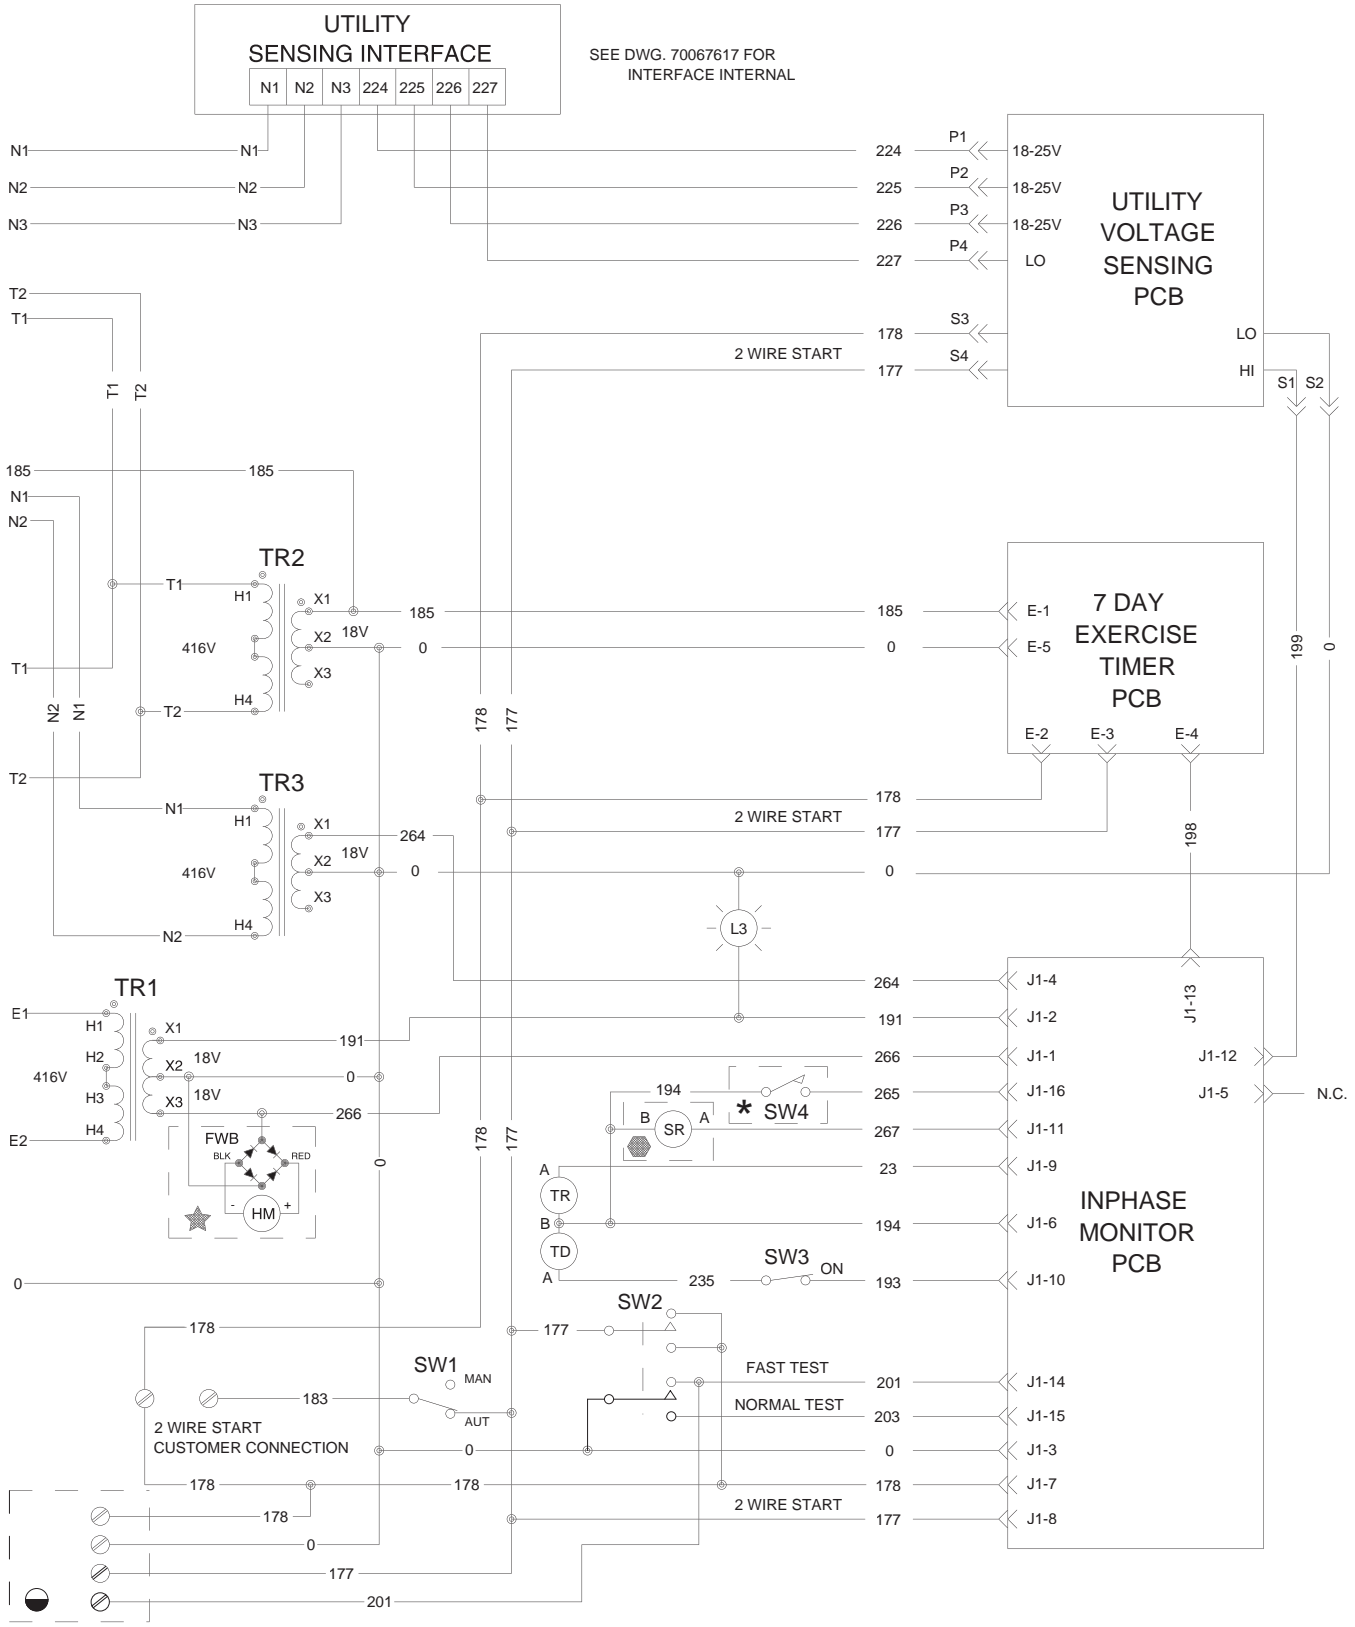 UTILITY
SENSING INTERFACE
N1 N2 N3 224 225 226 227
SEE DWG. 70067617 FOR
INTERFACE INTERNAL
N1 N1 224 P1 18-25V
N2 N2 225 P2 18-25V
N3 N3 226 P3 18-25V
227 P4 LO
UTILITY
VOLTAGE
SENSING
PCB
T2
T1
178 S3 LO
2 WIRE START
177 S4 HI
S1 S2
T1 T2
185 185
N1
N2
TR2
T1 H1 X1 185 185 E-1
416V X2 18V 0 0 E-5
X3
T1
T2 H4
7 DAY
EXERCISE
TIMER
PCB
199 0
N2 N1
178 177
E-2 E-3 E-4
T2
TR3
178
N1 H1 X1 264
2 WIRE START 177
198
416V X2 18V 0 0
X3
N2 H4
L3
264 J1-4
J1-13
TR1
E1 H1 X1 191 191 J1-2
H2 X2 18V 266 J1-1 J1-12
416V 0
H3 X3 18V 266
194 * SW4 265 J1-16 J1-5 N.C.
B SR A 267 J1-11
E2 H4
FWB
BLK RED
- HM +
178 177
0
A 23 J1-9
TR
B 194 J1-6
TD
A 235 SW3 ON 193 J1-10
INPHASE
MONITOR
PCB
0
SW2
178 177
SW1
MAN
FAST TEST
201 J1-14
183
NORMAL TEST
AUT 203 J1-15
2 WIRE START
CUSTOMER CONNECTION
0 0 J1-3
178 178 178 J1-7
2 WIRE START
178 177 J1-8
0
177
201